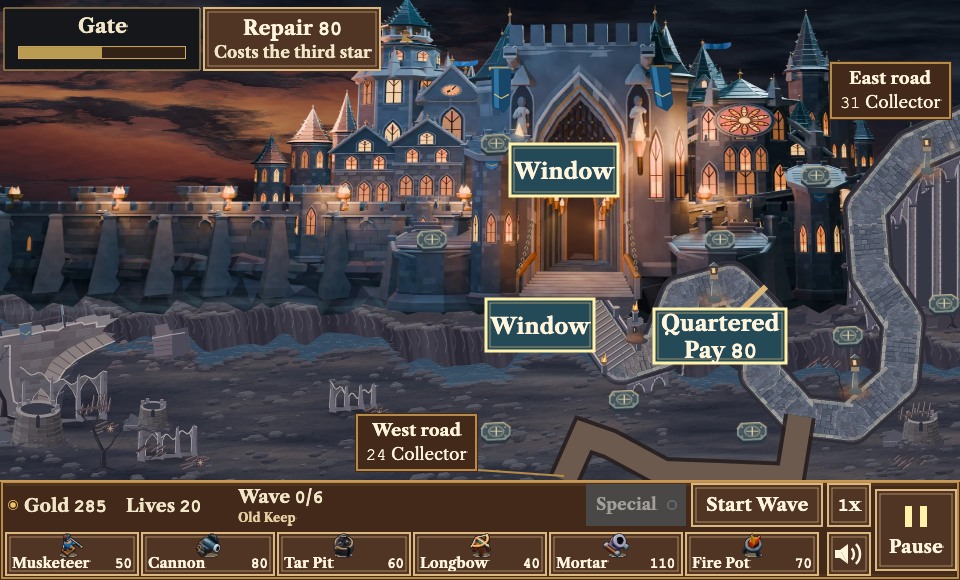 Gate
Repair 80
Costs the third star
East road
31 Collector
Window
Window
Quartered
Pay 80
West road
24 Collector
Gold 285
Lives 20
Wave 0/6
Old Keep
Special
Start Wave
1x
Pause
Musketeer 50
Cannon 80
Tar Pit 60
Longbow 40
Mortar 110
Fire Pot 70